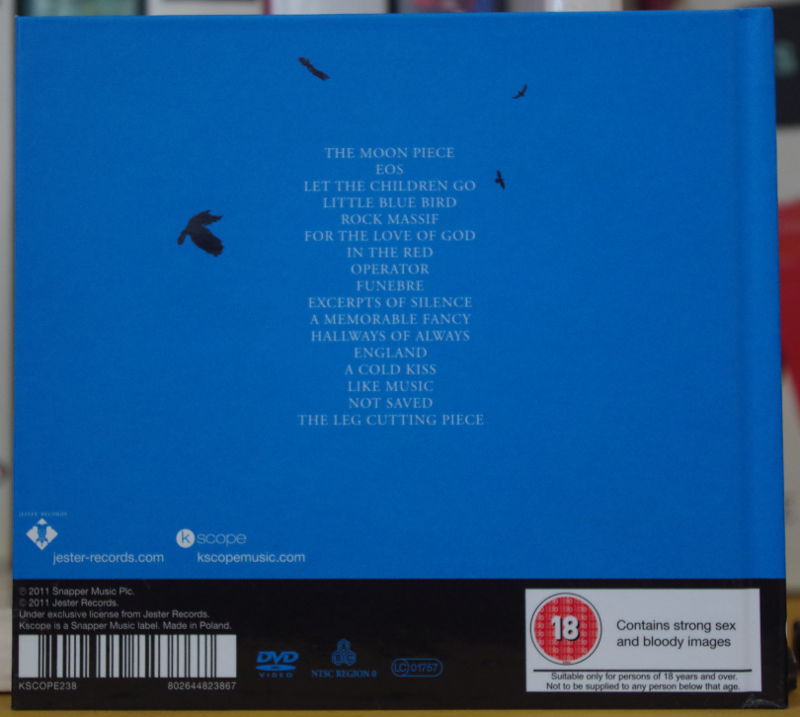 THE MOON PIECE
EOS
LET THE CHILDREN GO
LITTLE BLUE BIRD
ROCK MASSIF
FOR THE LOVE OF GOD
IN THE RED
OPERATOR
FUNEBRE
EXCERPTS OF SILENCE
A MEMORABLE FANCY
HALLWAYS OF ALWAYS
ENGLAND
A COLD KISS
LIKE MUSIC
NOT SAVED
THE LEG CUTTING PIECE
JESTER RECORDS
jester-records.com
kscope
kscopemusic.com
℗ 2011 Snapper Music Plc.
© 2011 Jester Records.
Under exclusive license from Jester Records.
Kscope is a Snapper Music label. Made in Poland.
KSCOPE238
802644823867
DVD
VIDEO
NTSC REGION 0
LC 01757
18
Contains strong sex
and bloody images
Suitable only for persons of 18 years and over.
Not to be supplied to any person below that age.